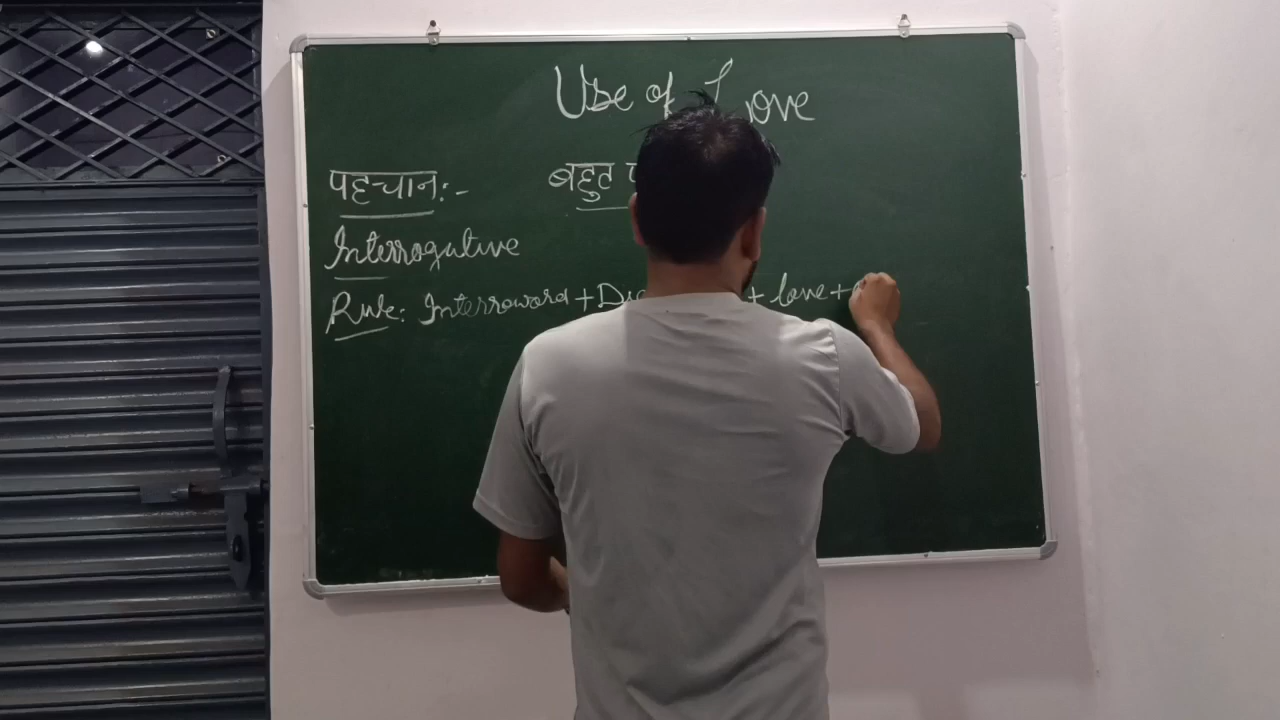 Use of Love
पहचान:- बहुत
Interrogative
Rule: Interroword + + love +